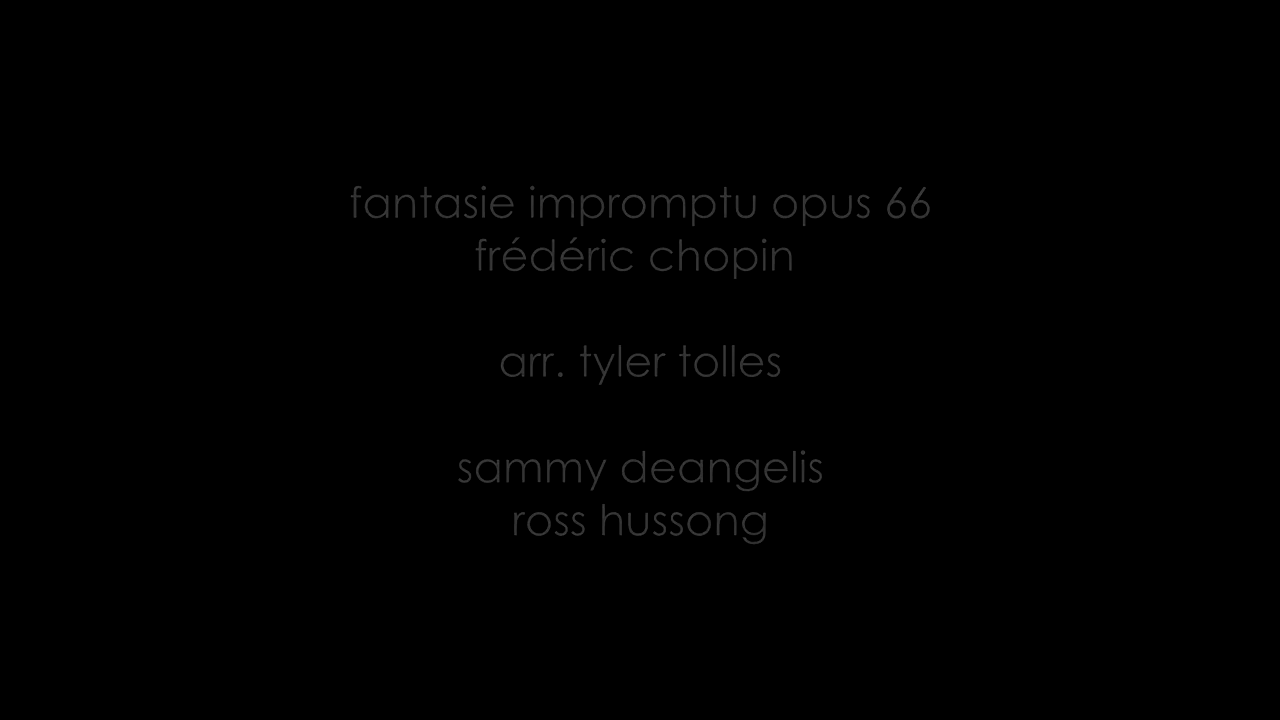 fantasie impromptu opus 66
frédéric chopin
arr. tyler tolles
sammy deangelis
ross hussong